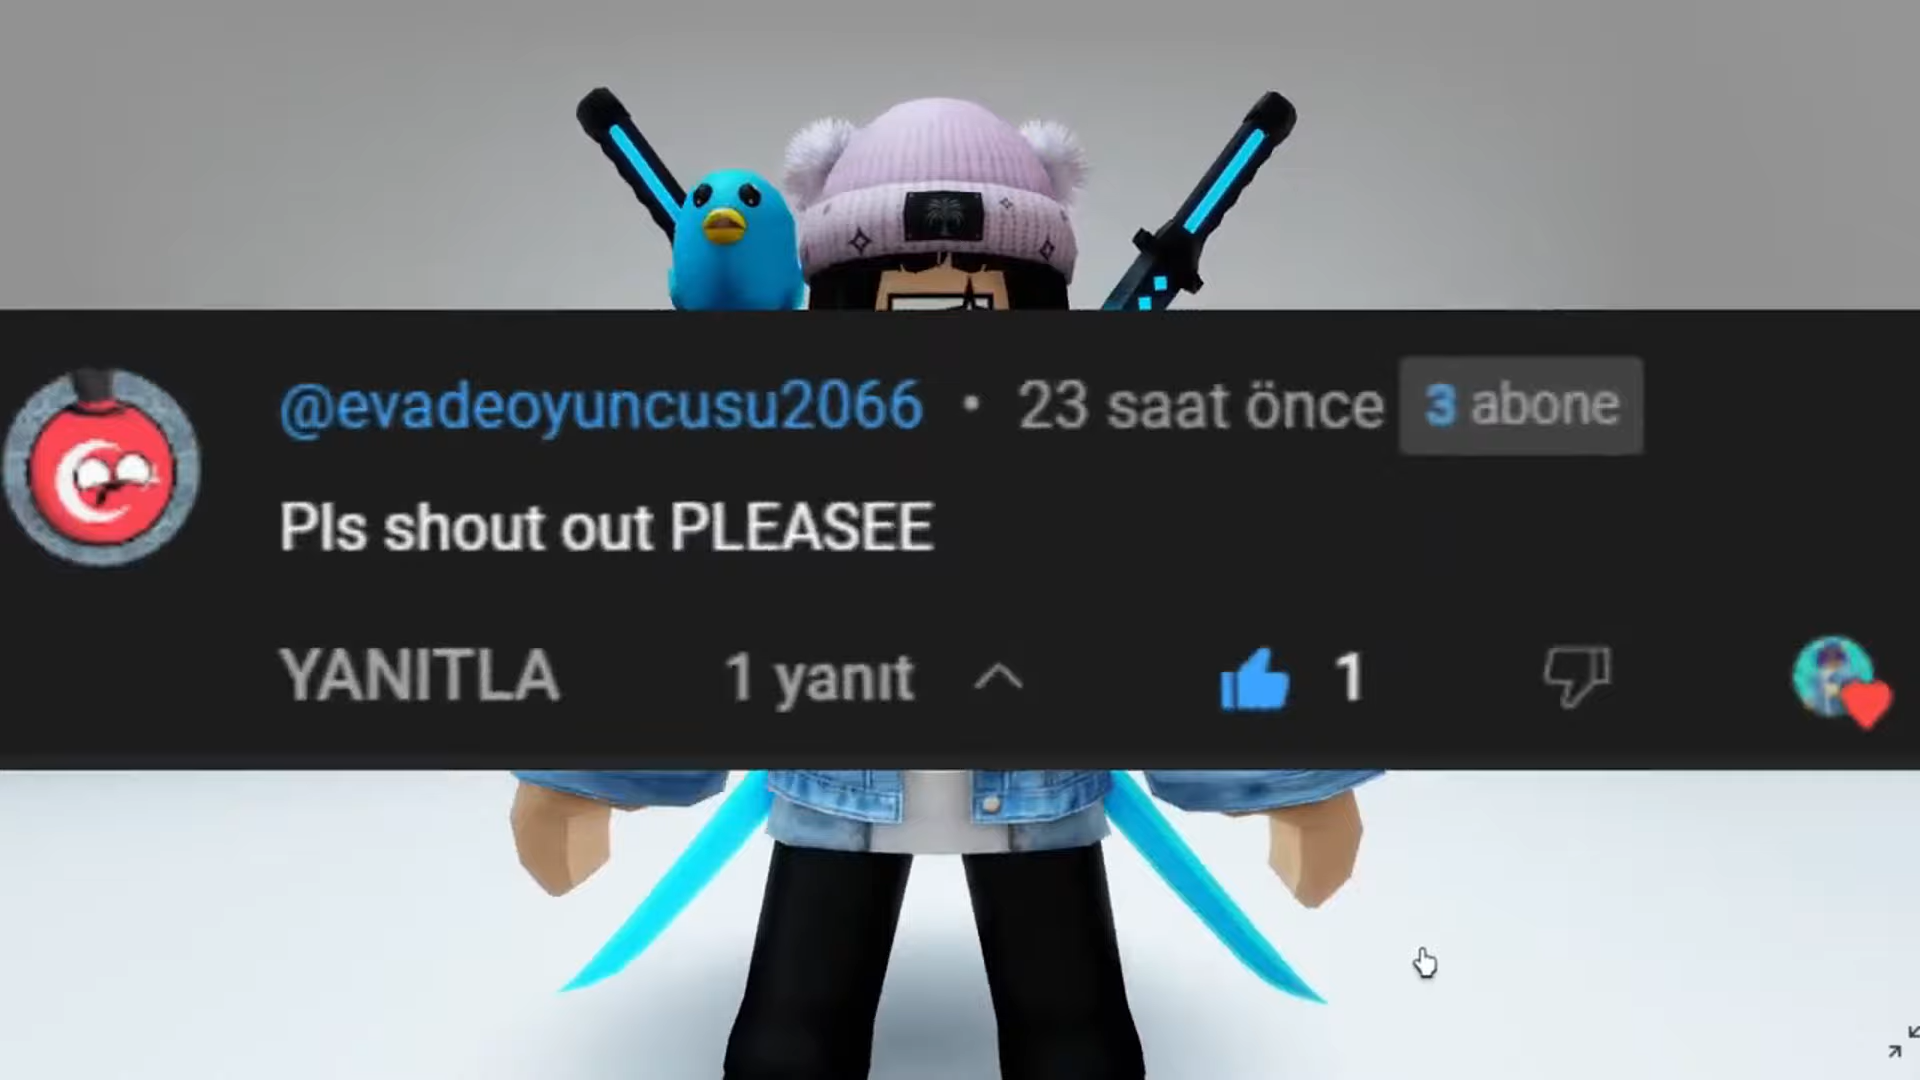 @evadeoyuncusu2066 • 23 saat önce 3 abone
Pls shout out PLEASEE
YANITLA 1 yanıt 1